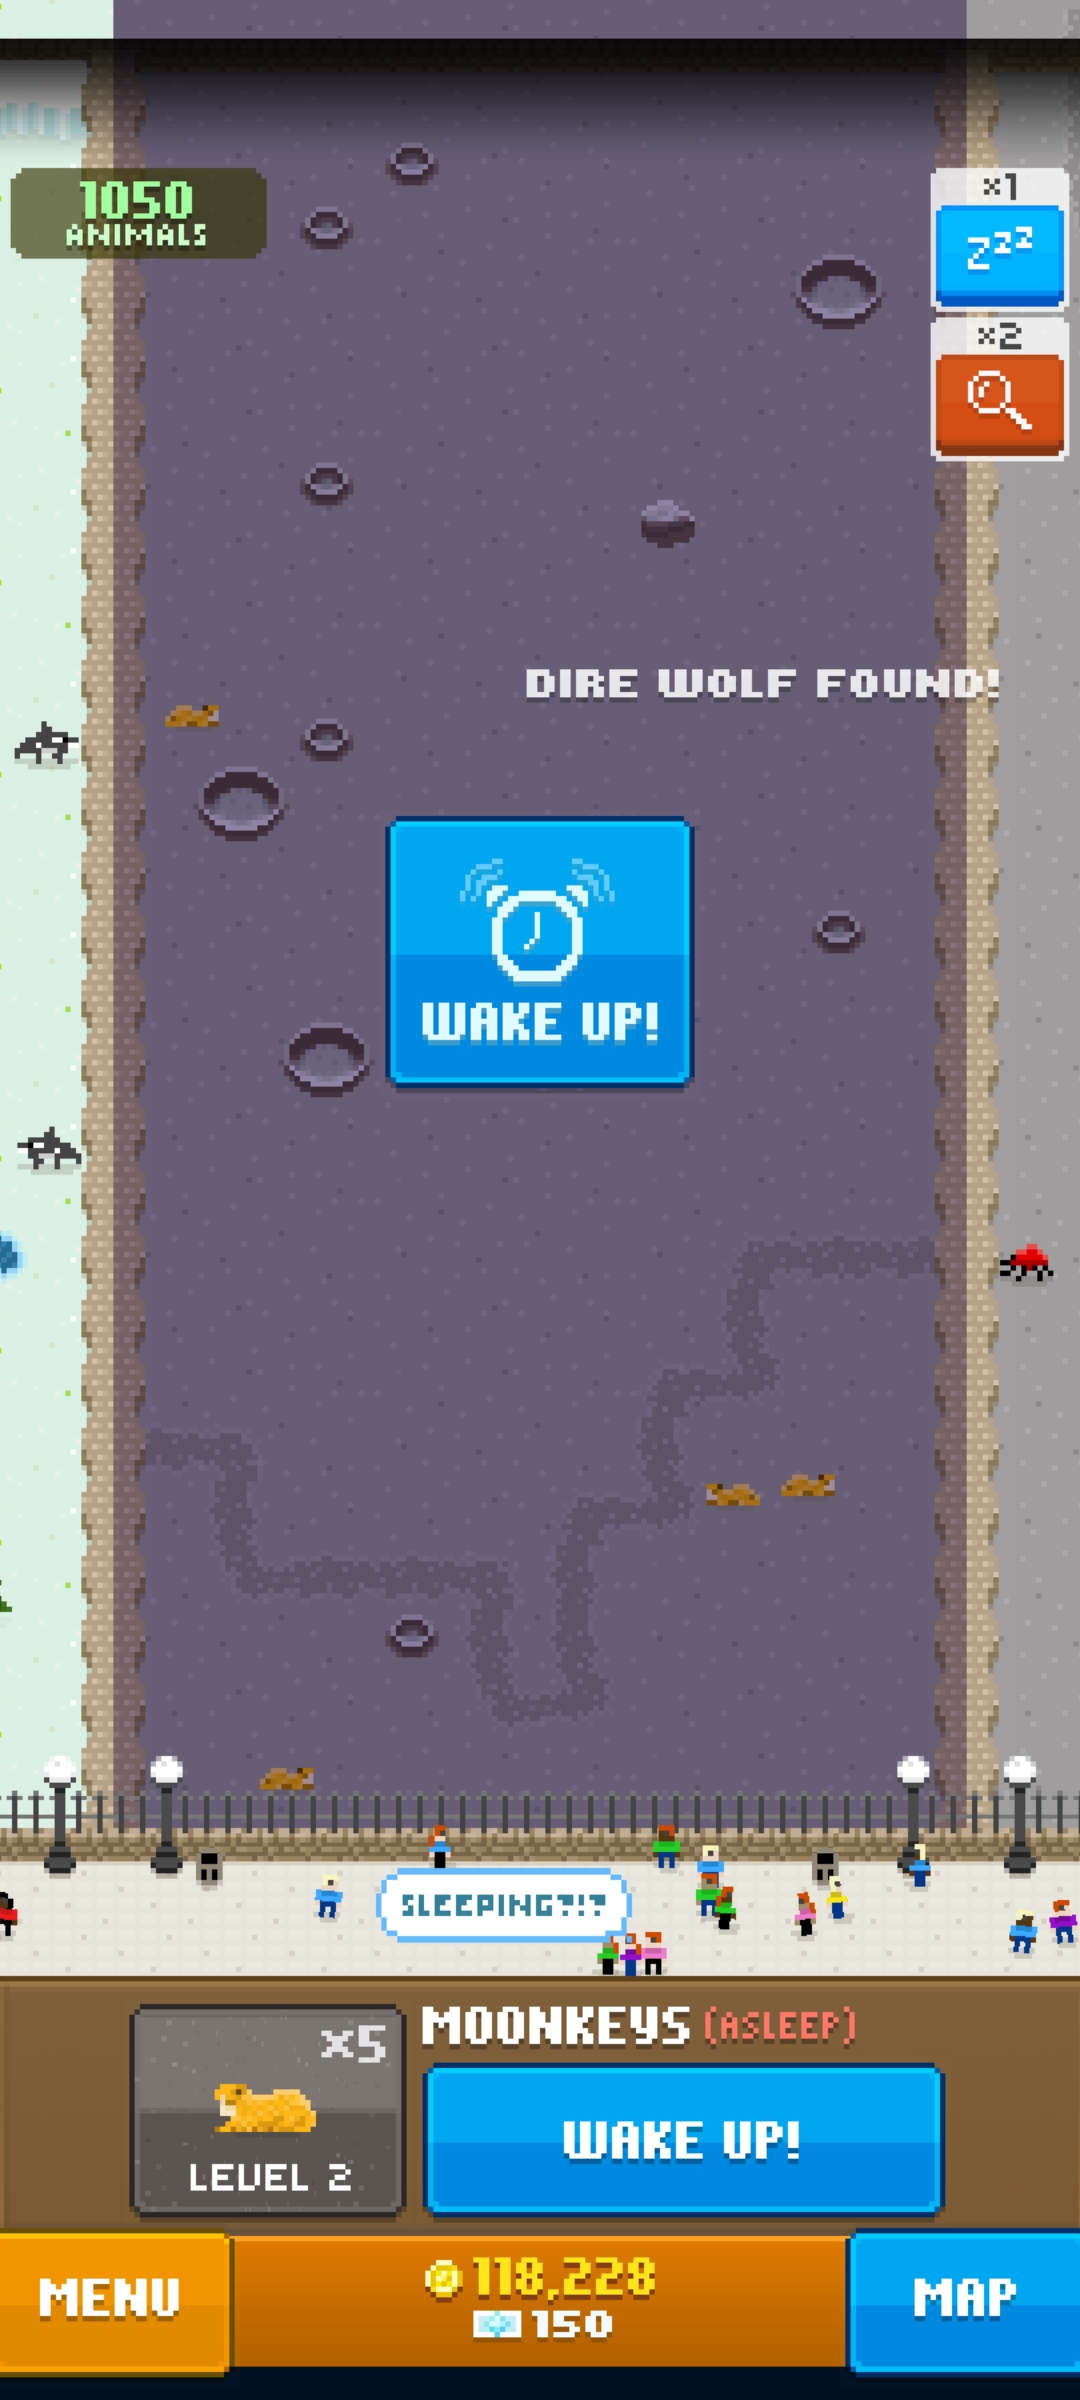 1050
ANIMALS
x1
zzz
x2
DIRE WOLF FOUND!
WAKE UP!
SLEEPING?!?
x5
LEVEL 2
MOONKEYS (ASLEEP)
WAKE UP!
MENU
118,228
150
MAP